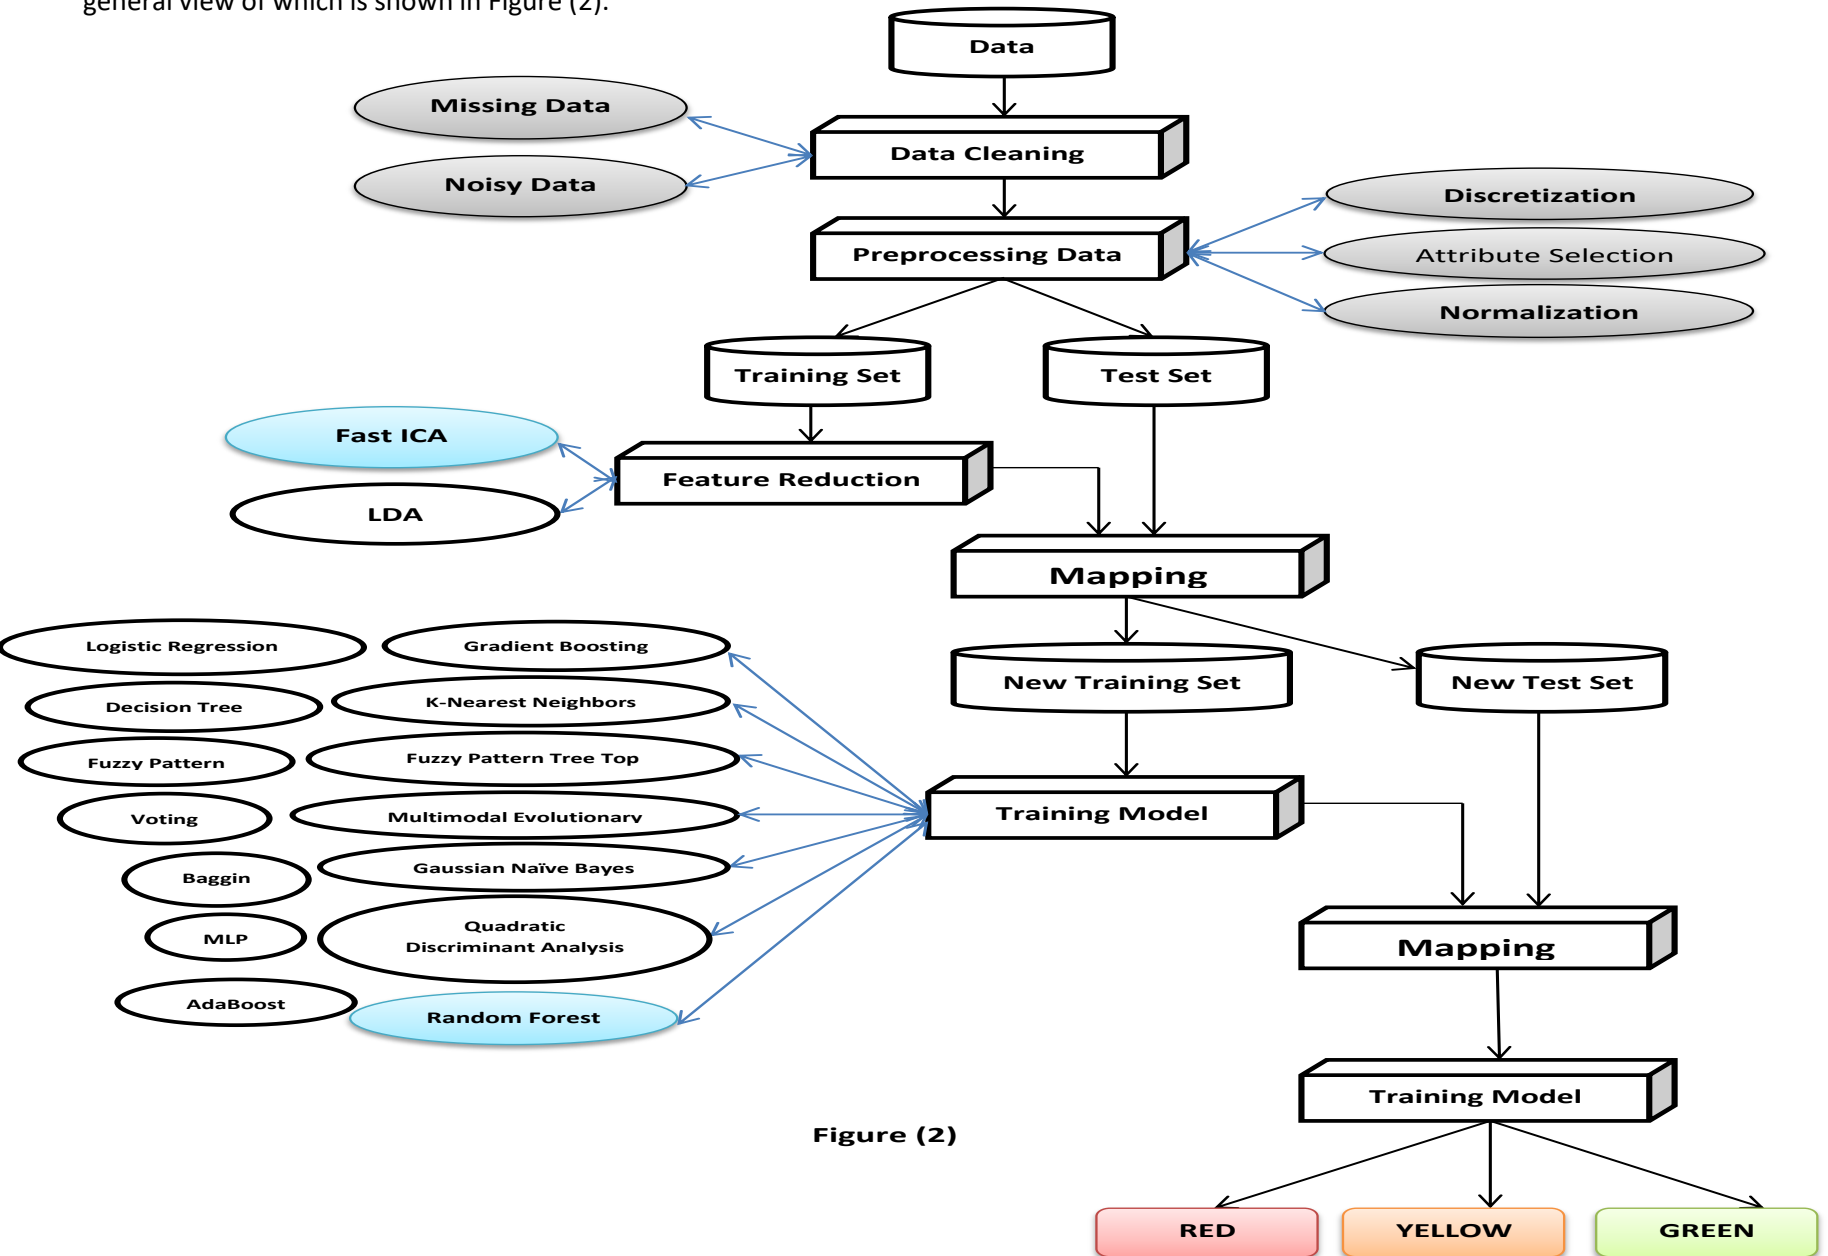 general view of which is shown in Figure (2).
Data
Missing Data
Data Cleaning
Noisy Data
Discretization
Preprocessing Data
Attribute Selection
Normalization
Training Set
Test Set
Fast ICA
Feature Reduction
LDA
Mapping
Logistic Regression
Gradient Boosting
New Training Set
New Test Set
Decision Tree
K-Nearest Neighbors
Fuzzy Pattern
Fuzzy Pattern Tree Top
Voting
Multimodal Evolutionary
Training Model
Baggin
Gaussian Naïve Bayes
MLP
Quadratic
Discriminant Analysis
Mapping
AdaBoost
Random Forest
Training Model
Figure (2)
RED
YELLOW
GREEN